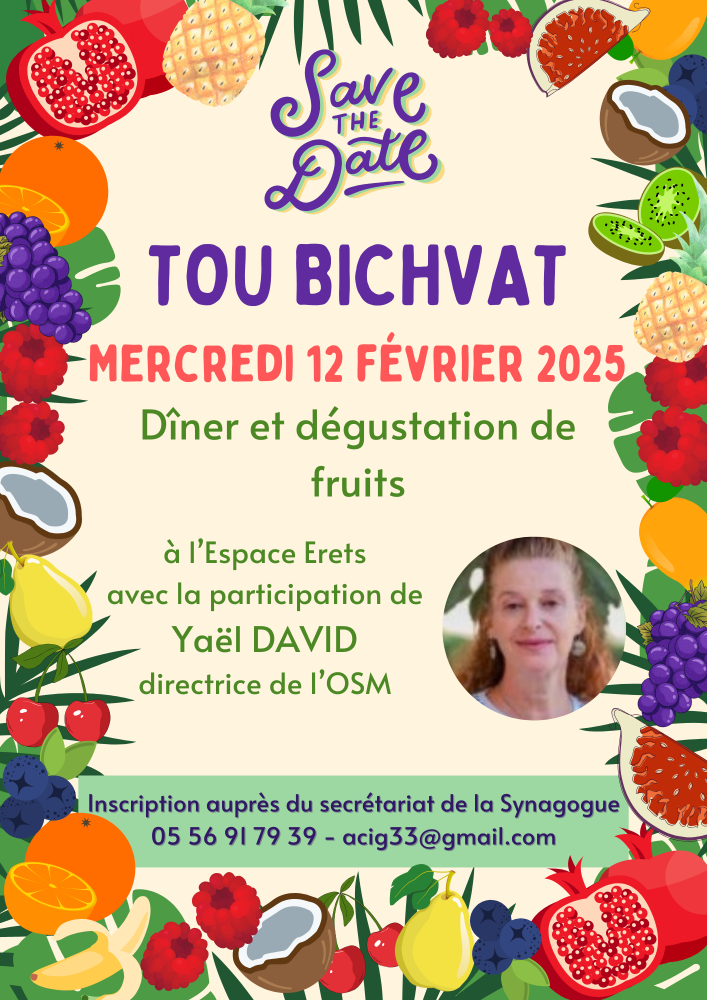 Save
THE
Date
TOU BICHVAT
MERCREDI 12 FÉVRIER 2025
Dîner et dégustation de
fruits
à l’Espace Erets
avec la participation de
Yaël DAVID
directrice de l’OSM
Inscription auprès du secrétariat de la Synagogue
05 56 91 79 39 - acig33@gmail.com